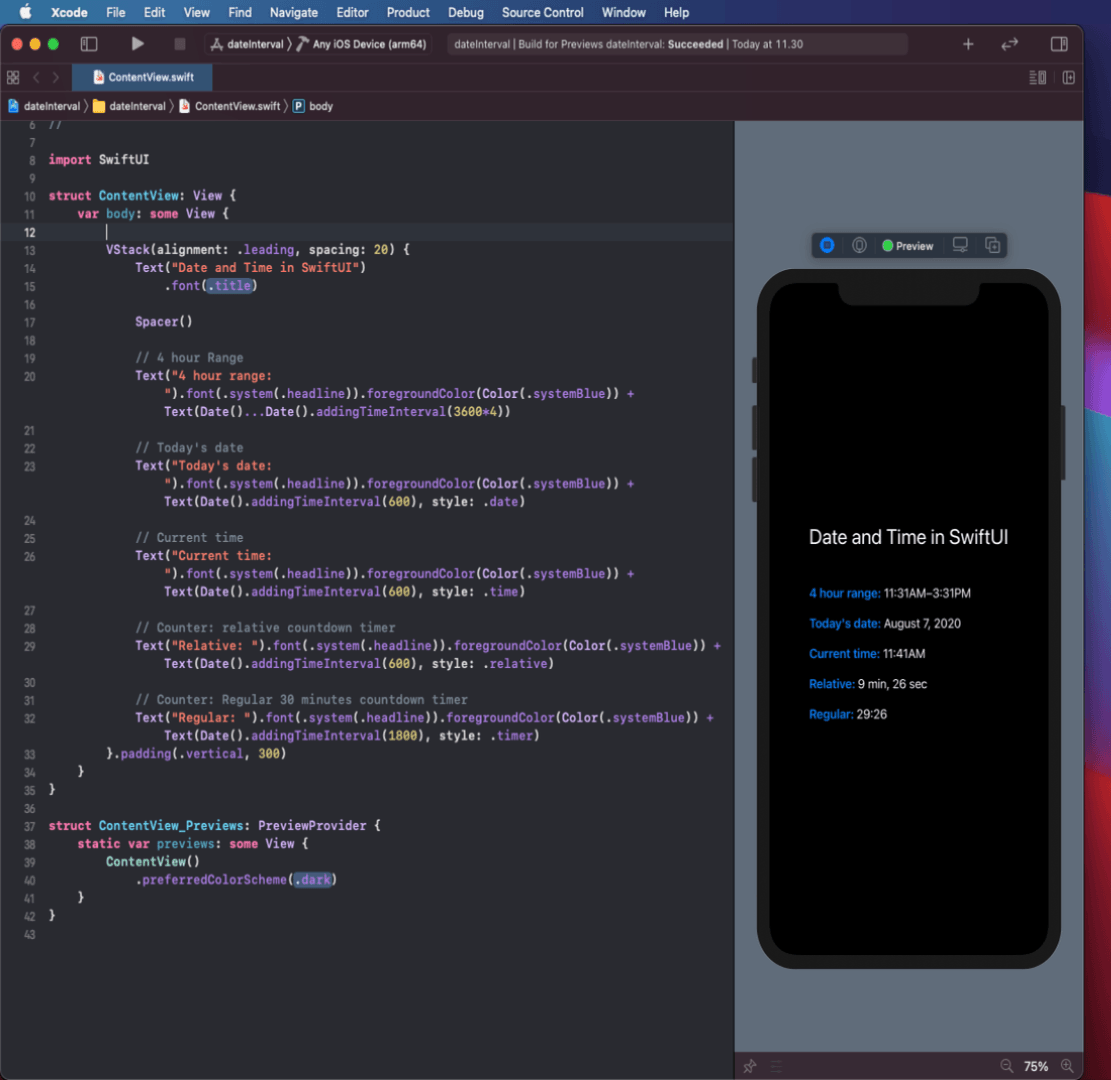 Xcode File Edit View Find Navigate Editor Product Debug Source Control Window Help
dateInterval 〉 Any iOS Device (arm64) dateInterval | Build for Previews dateInterval: Succeeded | Today at 11.30
ContentView.swift
dateInterval 〉 dateInterval 〉 ContentView.swift 〉 P body
6 //
7
8 import SwiftUI
9
10 struct ContentView: View {
11 var body: some View {
12
13 VStack(alignment: .leading, spacing: 20) {
14 Text("Date and Time in SwiftUI")
15 .font(.title)
16
17 Spacer()
18
19 // 4 hour Range
20 Text("4 hour range:
").font(.system(.headline)).foregroundColor(Color(.systemBlue)) +
Text(Date()...Date().addingTimeInterval(3600*4))
21
22 // Today's date
23 Text("Today's date:
").font(.system(.headline)).foregroundColor(Color(.systemBlue)) +
Text(Date().addingTimeInterval(600), style: .date)
24
25 // Current time
26 Text("Current time:
").font(.system(.headline)).foregroundColor(Color(.systemBlue)) +
Text(Date().addingTimeInterval(600), style: .time)
27
28 // Counter: relative countdown timer
29 Text("Relative: ").font(.system(.headline)).foregroundColor(Color(.systemBlue)) +
Text(Date().addingTimeInterval(600), style: .relative)
30
31 // Counter: Regular 30 minutes countdown timer
32 Text("Regular: ").font(.system(.headline)).foregroundColor(Color(.systemBlue)) +
Text(Date().addingTimeInterval(1800), style: .timer)
33 }.padding(.vertical, 300)
34 }
35 }
36
37 struct ContentView_Previews: PreviewProvider {
38 static var previews: some View {
39 ContentView()
40 .preferredColorScheme(.dark)
41 }
42 }
43
Preview
Date and Time in SwiftUI
4 hour range: 11:31AM–3:31PM
Today's date: August 7, 2020
Current time: 11:41AM
Relative: 9 min, 26 sec
Regular: 29:26
75%